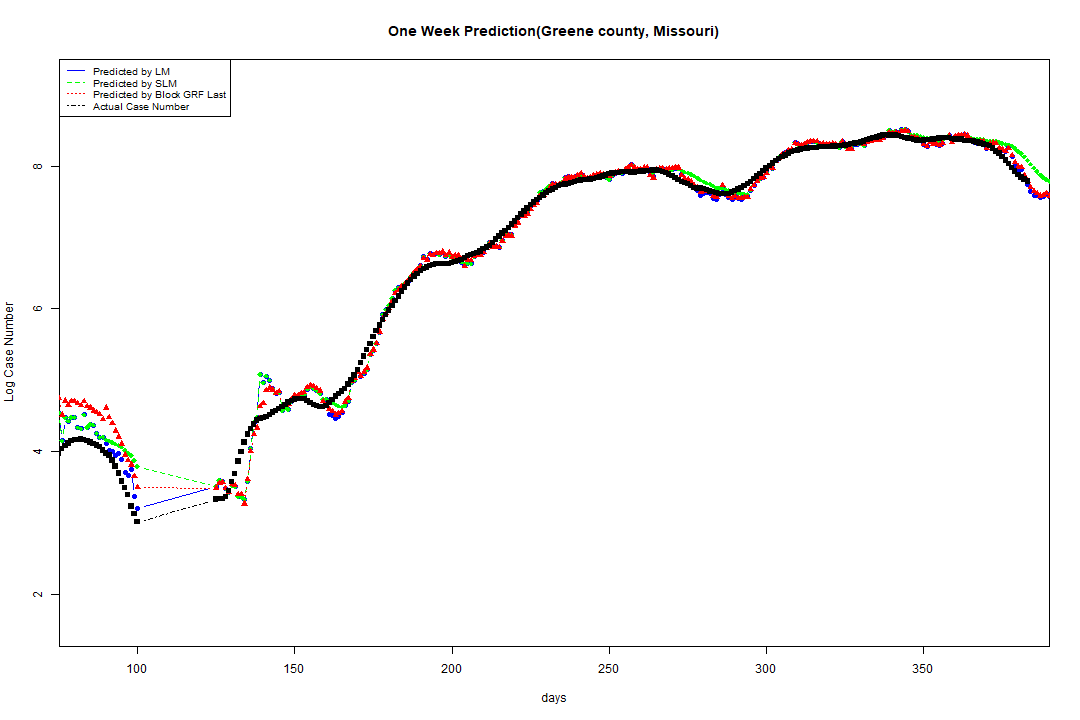 One Week Prediction(Greene county, Missouri)
Predicted by LM
Predicted by SLM
Predicted by Block GRF Last
Actual Case Number
8
6
4
2
Log Case Number
100 150 200 250 300 350
days